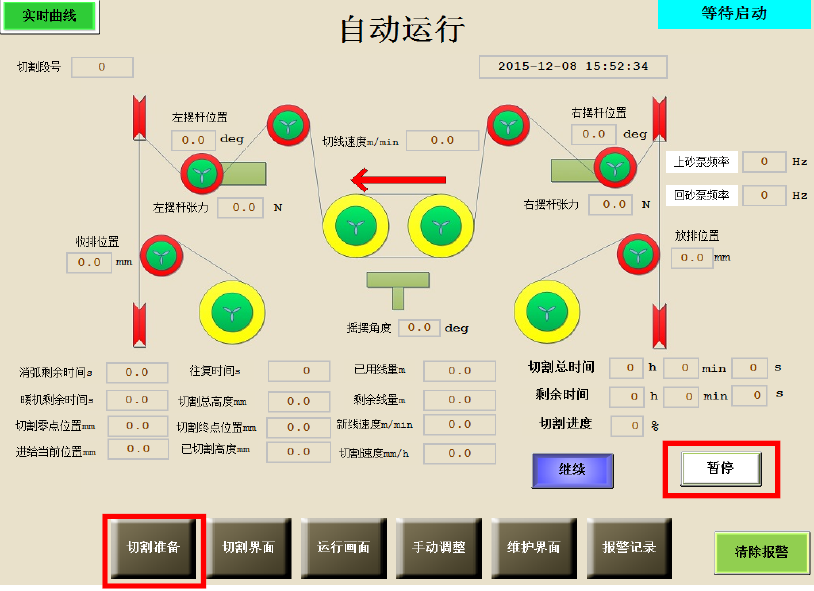 实时曲线
自动运行
等待启动
2015-12-08 15:52:34
切割段号 0
左摆杆位置
0.0 deg
切线速度m/min 0.0
右摆杆位置
0.0 deg
上砂泵频率 0 Hz
回砂泵频率 0 Hz
左摆杆张力 0.0 N
右摆杆张力 0.0 N
收排位置
0.0 mm
放排位置
0.0 mm
摇摆角度 0.0 deg
消弧剩余时间s 0.0
往复时间s 0
已用线量m 0.0
切割总时间 0 h 0 min 0 s
暖机剩余时间s 0.0
切割总高度mm 0.0
剩余线量m 0.0
剩余时间 0 h 0 min 0 s
切割零点位置mm 0.0
切割终点位置mm 0.0
新线速度m/min 0.0
切割进度 0 %
进给当前位置mm 0.0
已切割高度mm 0.0
切割速度mm/h 0.0
继续
暂停
切割准备
切割界面
运行画面
手动调整
维护界面
报警记录
清除报警